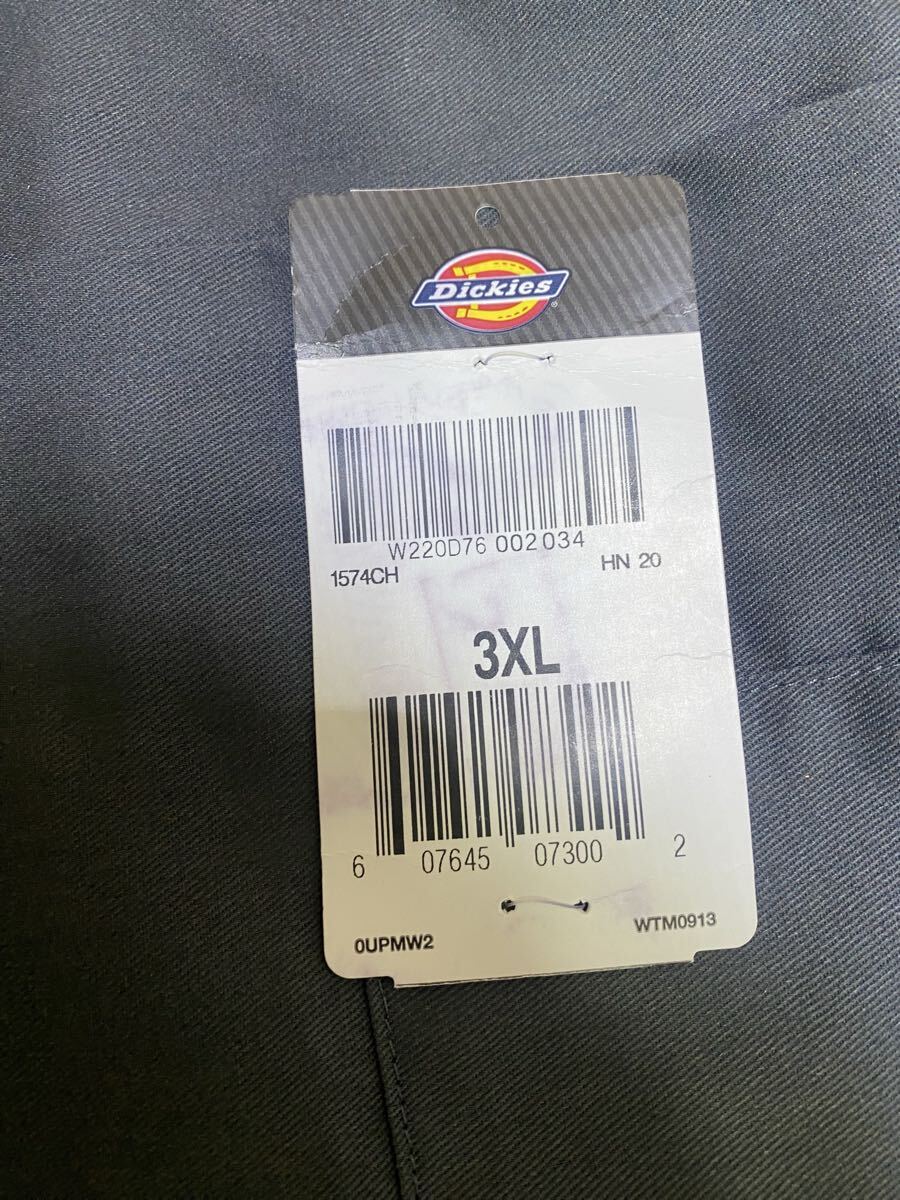 Dickies
W220D76 002034
1574CH HN 20
3XL
6 07645 07300 2
0UPMW2 WTM0913